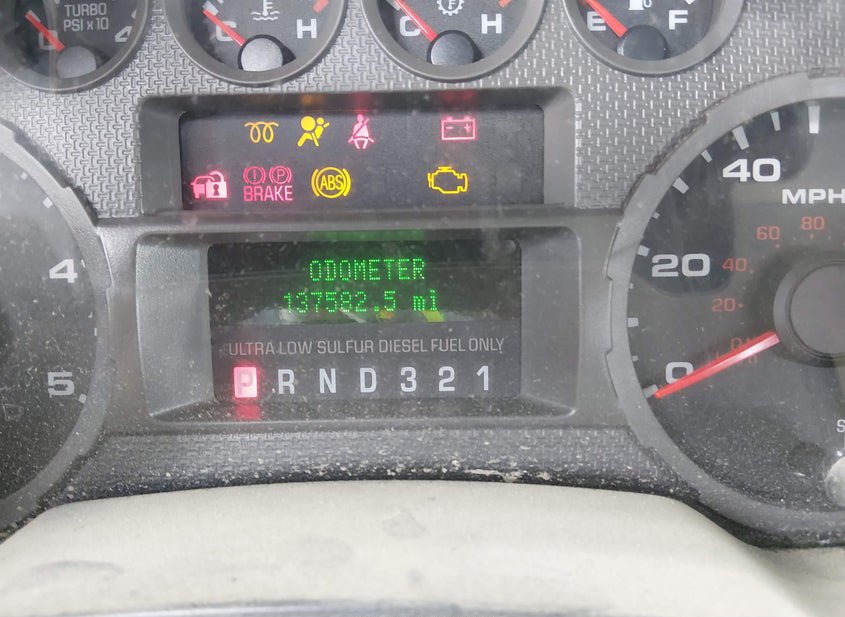 TURBO
PSI x 10
0 4
C H
C F H
E F
BRAKE
ABS
ODOMETER
137582.5 mi
ULTRA LOW SULFUR DIESEL FUEL ONLY
P R N D 3 2 1
4
5
40
MPH
80
60
20
40
20
0